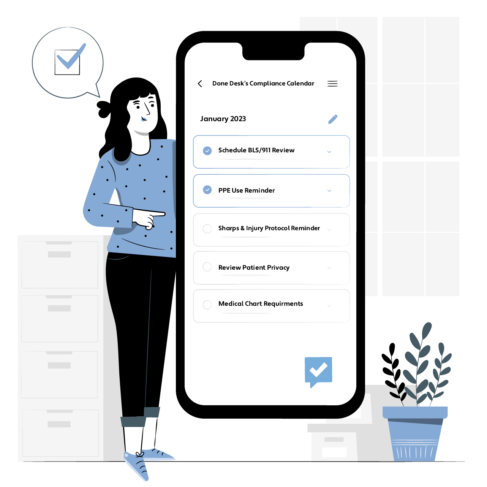 Done Desk's Compliance Calendar
January 2023
Schedule BLS/911 Review
PPE Use Reminder
Sharps & Injury Protocol Reminder
Review Patient Privacy
Medical Chart Requirments